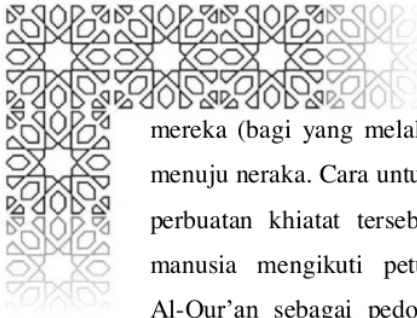 mereka (bagi yang
menuju neraka. Cara
perbuatan khiatat
manusia mengikuti
Al-Qur’an sebagai